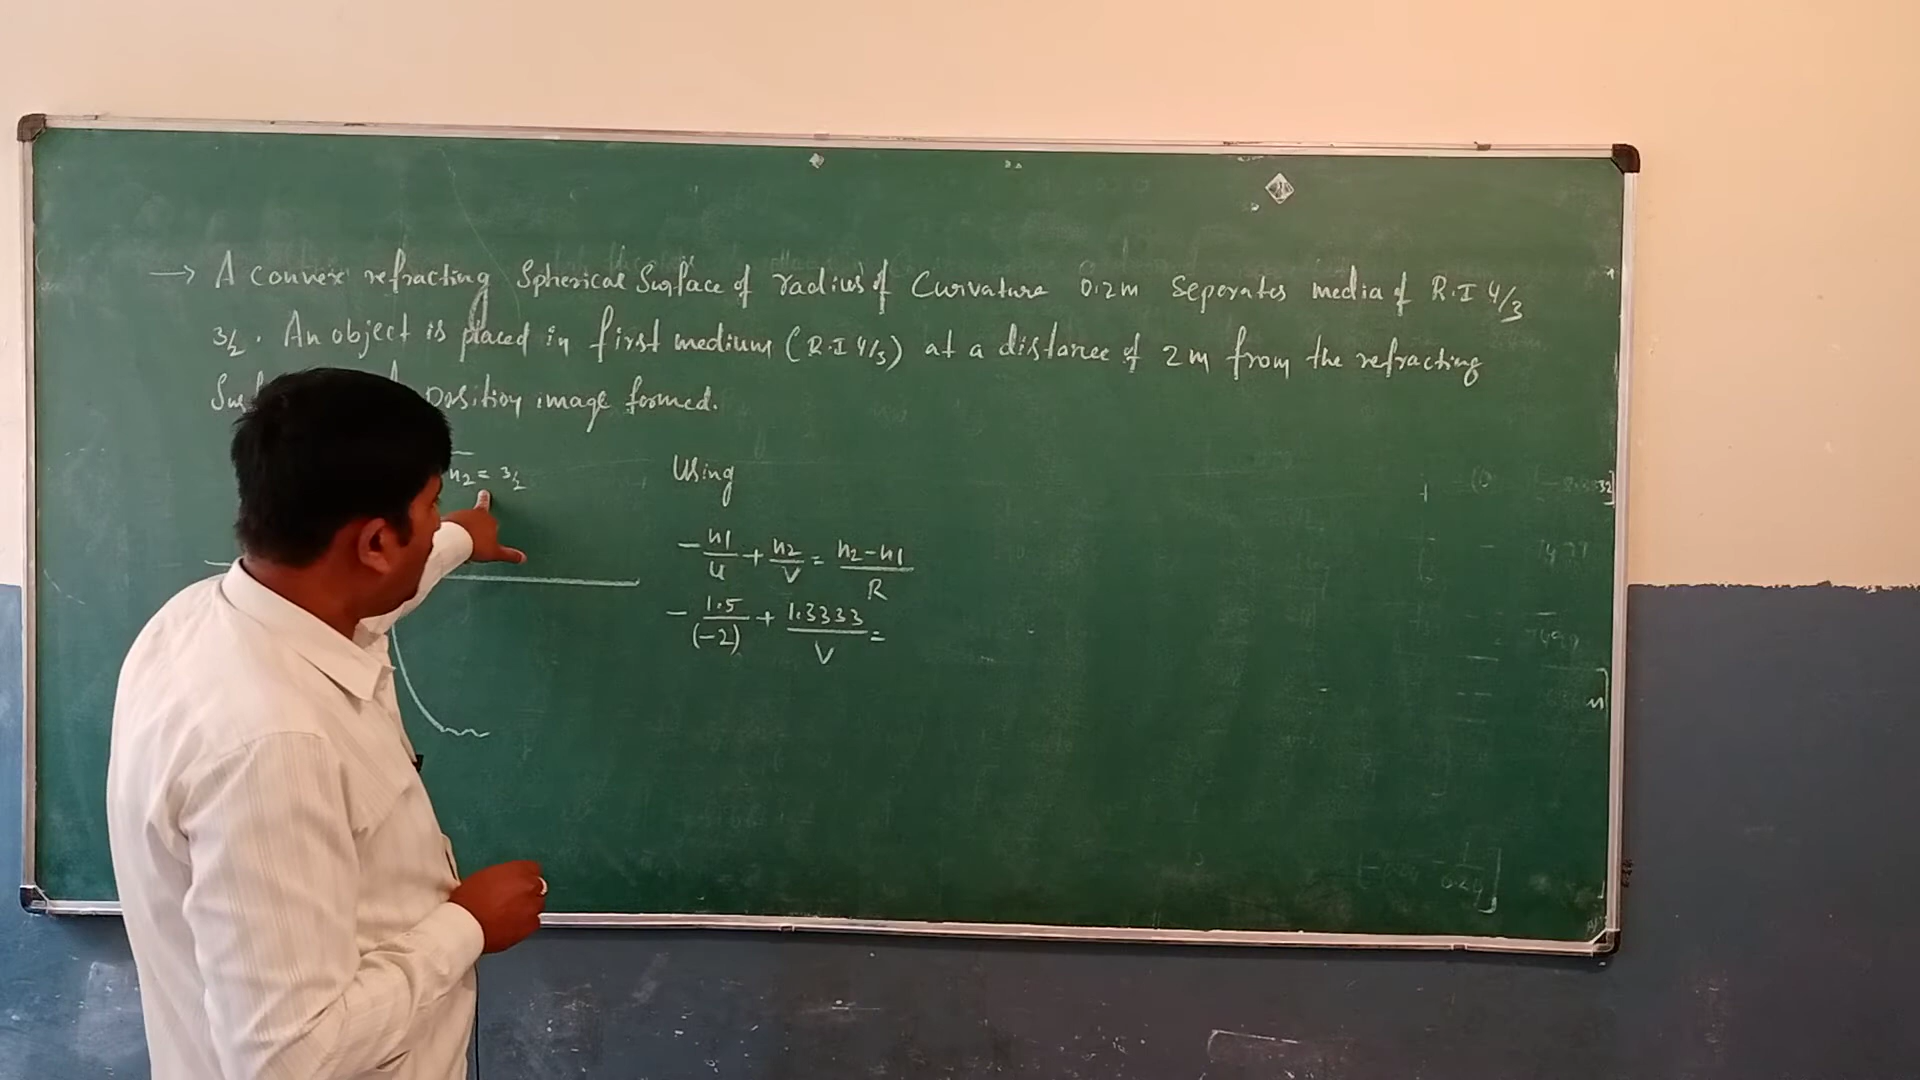 → A convex refracting Spherical Surface of radius of Curvature 0.2m Seperates media of R.I 4/3
3/2. An object is placed in first medium (R.I 4/3) at a distance of 2m from the refracting
position image formed.
n2 = 3/2
Using
-n1/u + n2/v = n2-n1/R
-1.5/(-2) + 1.3333/V =